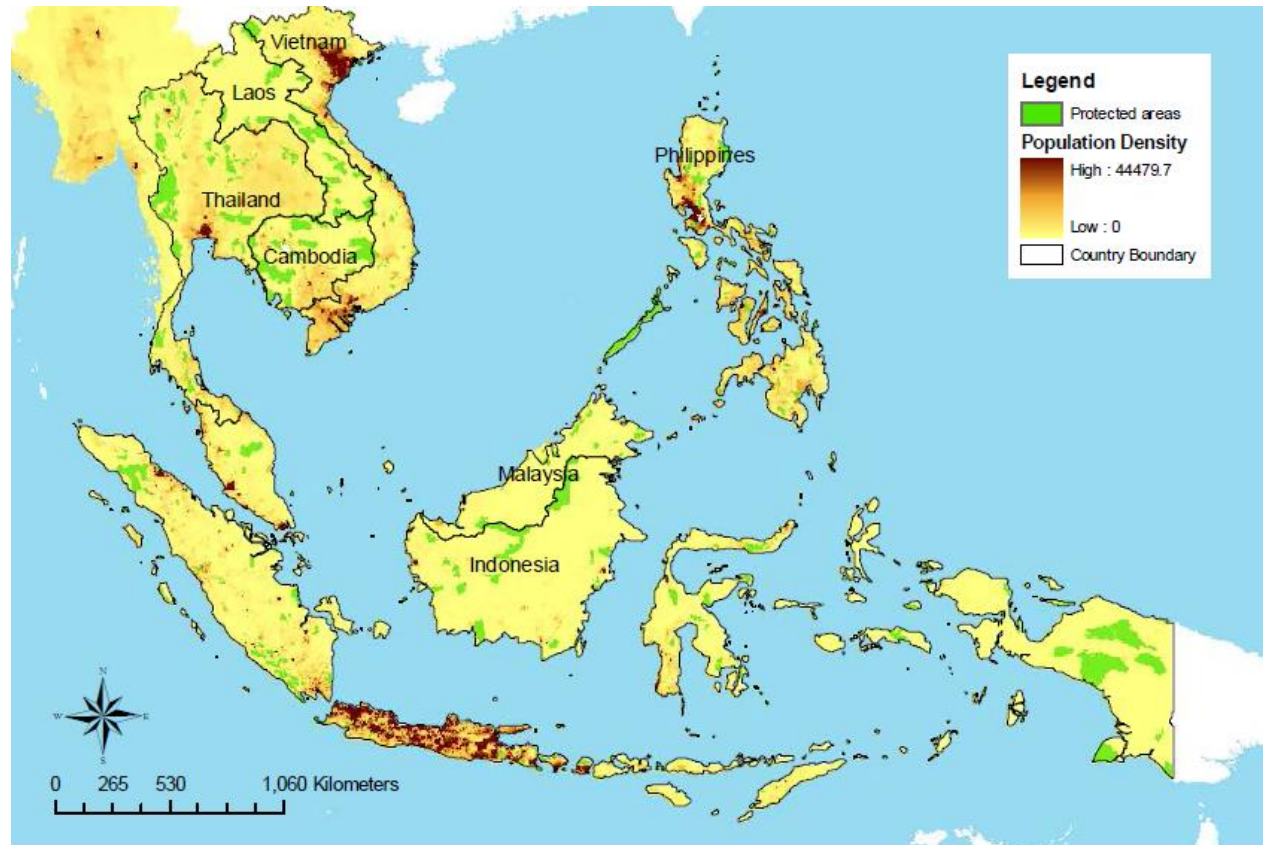 Vietnam
Laos
Thailand
Cambodia
Philippines
Malaysia
Indonesia
Legend
Protected areas
Population Density
High : 44479.7
Low : 0
Country Boundary
N
W E
S
0 265 530 1,060 Kilometers